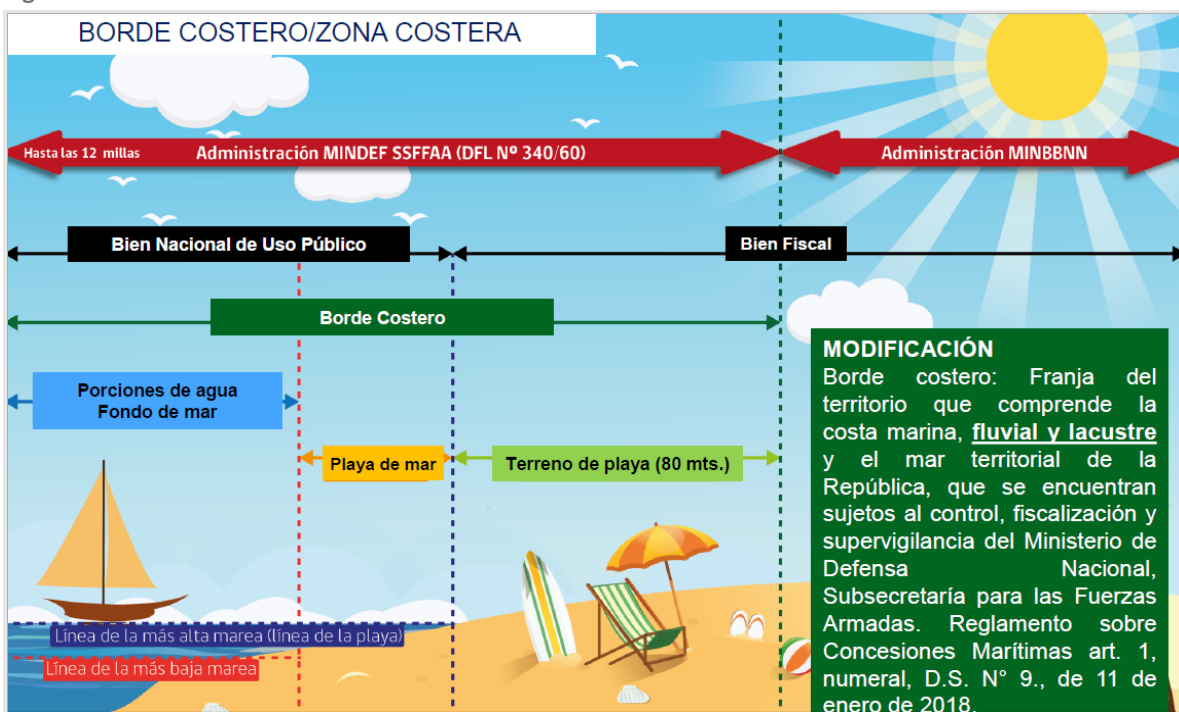 BORDE COSTERO/ZONA COSTERA
Hasta las 12 millas
Administración MINDEF SSFFAA (DFL Nº 340/60)
Administración MINBBNN
Bien Nacional de Uso Público
Bien Fiscal
Borde Costero
Porciones de agua
Fondo de mar
Playa de mar
Terreno de playa (80 mts.)
Línea de la más alta marea (línea de la playa)
Línea de la más baja marea
MODIFICACIÓN
Borde costero: Franja del
territorio que comprende la
costa marina, fluvial y lacustre
y el mar territorial de la
República, que se encuentran
sujetos al control, fiscalización y
supervigilancia del Ministerio de
Defensa Nacional,
Subsecretaría para las Fuerzas
Armadas. Reglamento sobre
Concesiones Marítimas art. 1,
numeral, D.S. N° 9., de 11 de
enero de 2018.